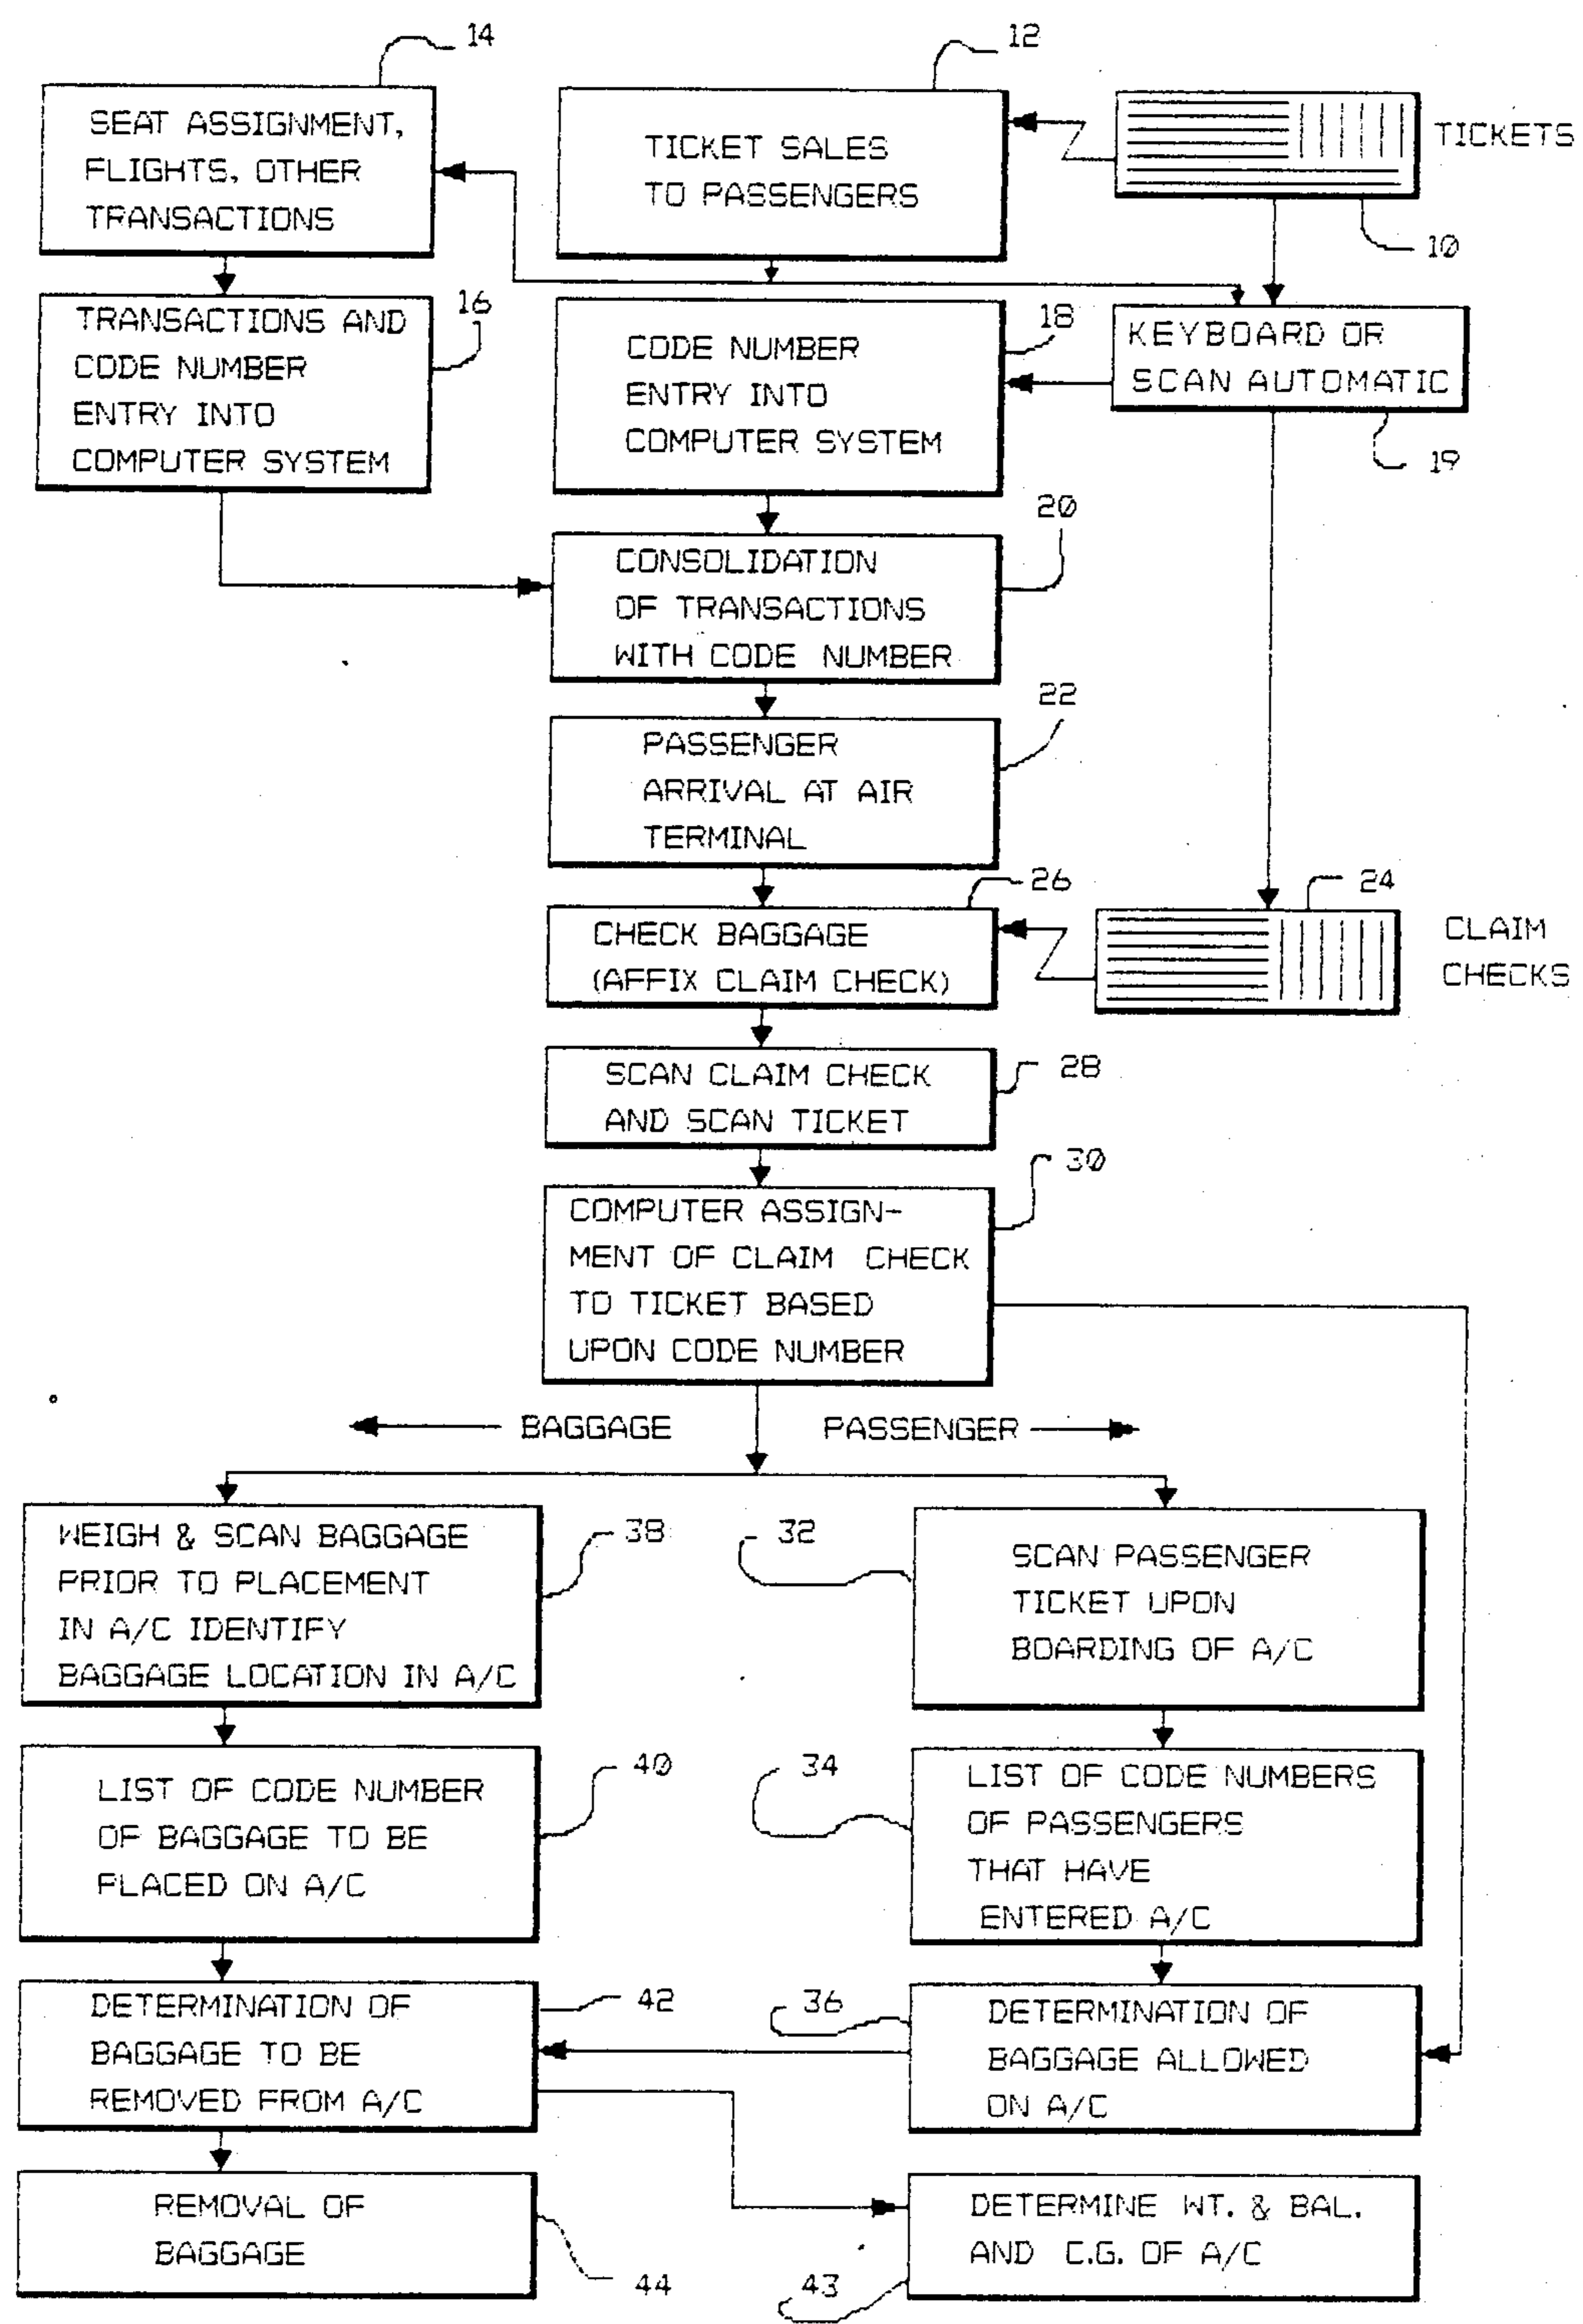 14
12
SEAT ASSIGNMENT,
FLIGHTS, OTHER
TRANSACTIONS
TICKET SALES
TO PASSENGERS
TICKETS
10
16
TRANSACTIONS AND
CODE NUMBER
ENTRY INTO
COMPUTER SYSTEM
18
CODE NUMBER
ENTRY INTO
COMPUTER SYSTEM
KEYBOARD OR
SCAN AUTOMATIC
19
20
CONSOLIDATION
OF TRANSACTIONS
WITH CODE NUMBER
22
PASSENGER
ARRIVAL AT AIR
TERMINAL
26
24
CHECK BAGGAGE
(AFFIX CLAIM CHECK)
CLAIM
CHECKS
SCAN CLAIM CHECK
AND SCAN TICKET
28
30
COMPUTER ASSIGN-
MENT OF CLAIM CHECK
TO TICKET BASED
UPON CODE NUMBER
BAGGAGE
PASSENGER
WEIGH & SCAN BAGGAGE
PRIOR TO PLACEMENT
IN A/C IDENTIFY
BAGGAGE LOCATION IN A/C
38
32
SCAN PASSENGER
TICKET UPON
BOARDING OF A/C
LIST OF CODE NUMBER
OF BAGGAGE TO BE
PLACED ON A/C
40
34
LIST OF CODE NUMBERS
OF PASSENGERS
THAT HAVE
ENTERED A/C
DETERMINATION OF
BAGGAGE TO BE
REMOVED FROM A/C
42
36
DETERMINATION OF
BAGGAGE ALLOWED
ON A/C
REMOVAL OF
BAGGAGE
44
43
DETERMINE WT. & BAL.
AND C.G. OF A/C